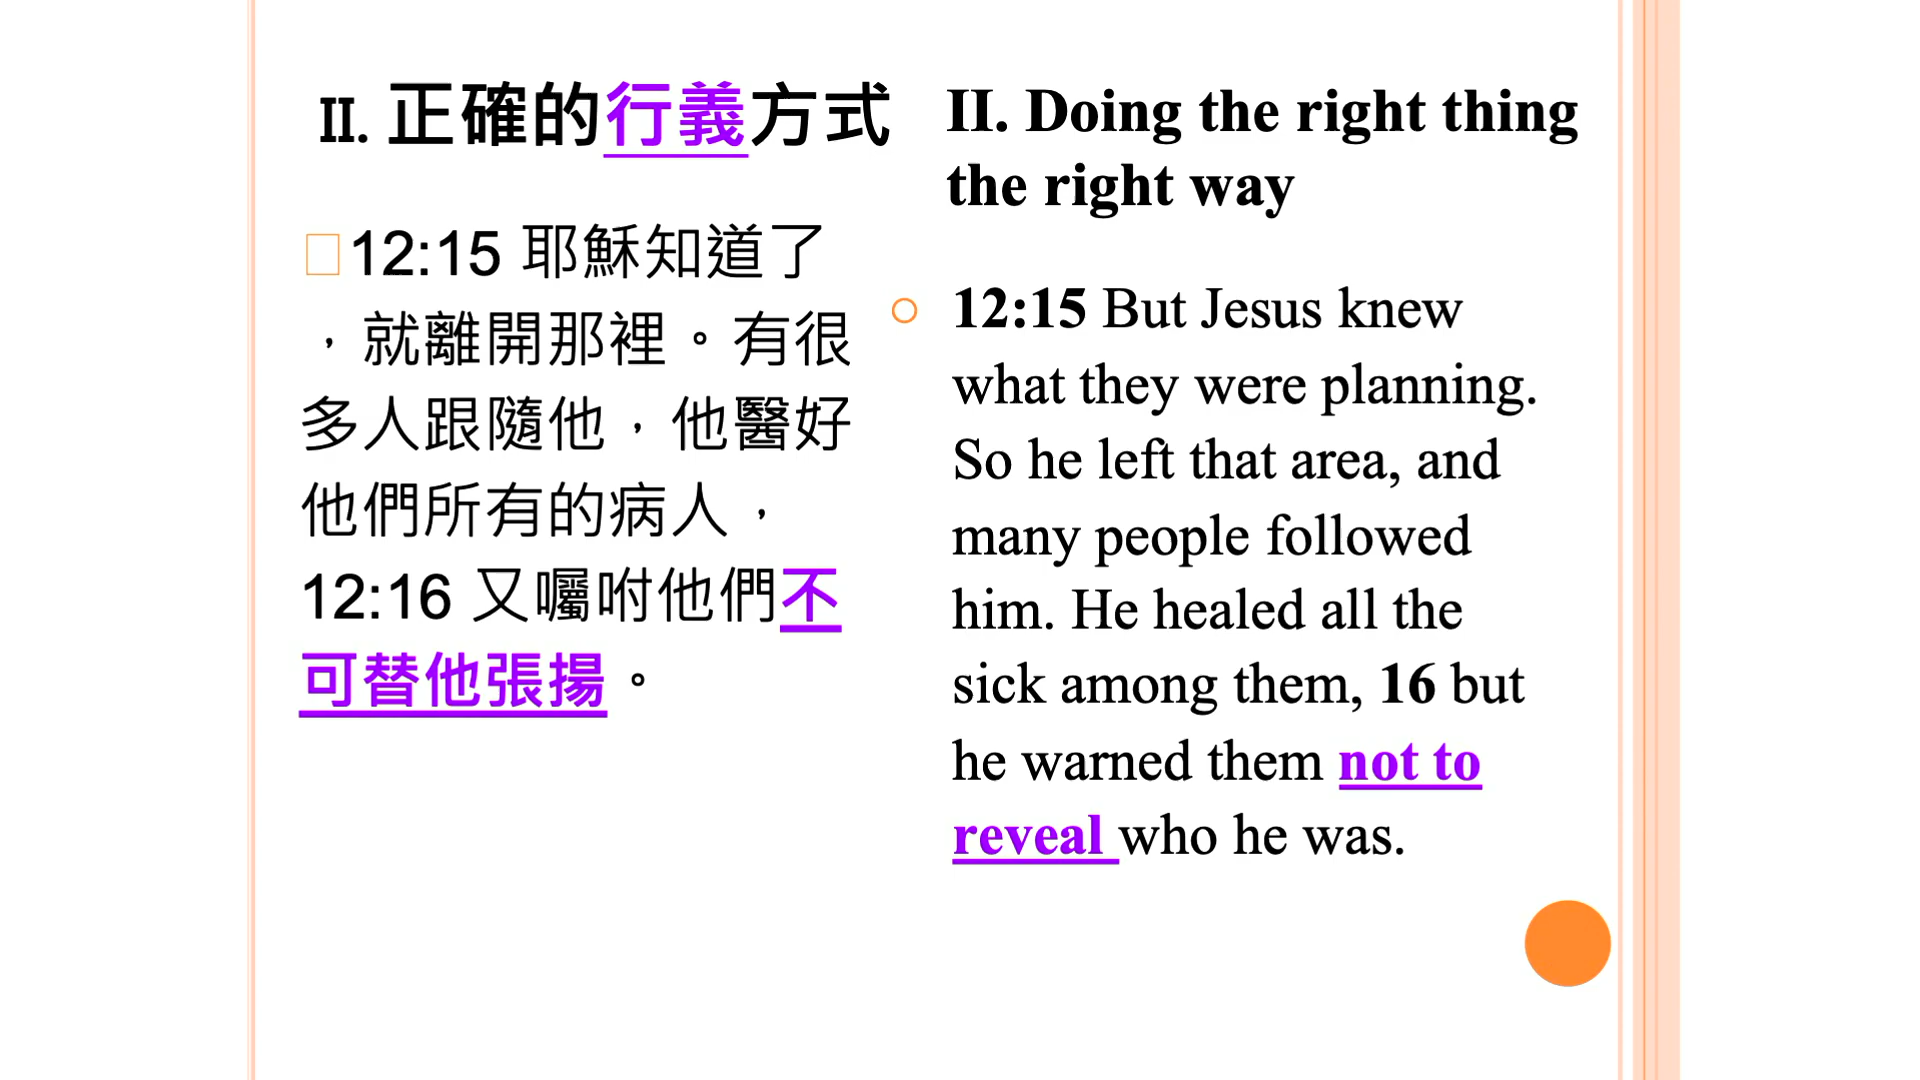 II. 正確的行義方式
12:15 耶穌知道了
，就離開那裡。有很
多人跟隨他，他醫好
他們所有的病人，
12:16 又囑咐他們不
可替他張揚。
II. Doing the right thing
the right way
12:15 But Jesus knew
what they were planning.
So he left that area, and
many people followed
him. He healed all the
sick among them, 16 but
he warned them not to
reveal who he was.